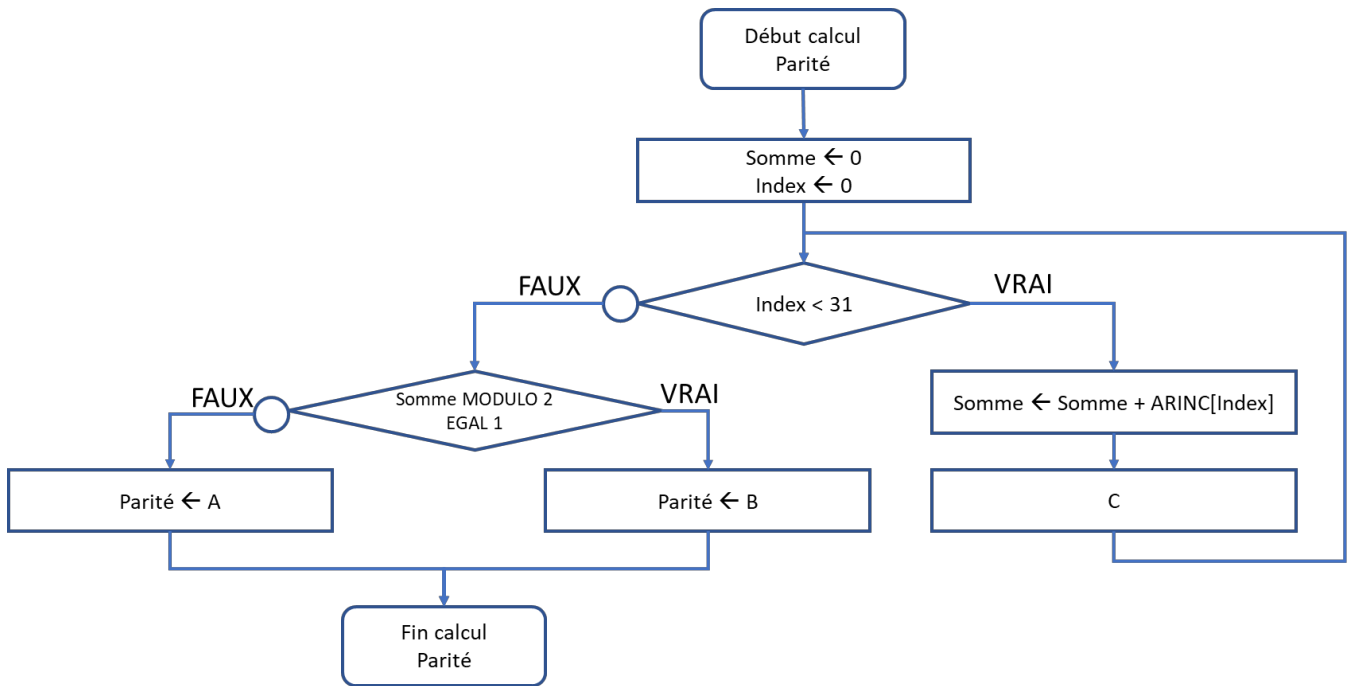 Début calcul
Parité
Somme ← 0
Index ← 0
FAUX
VRAI
Index < 31
FAUX
VRAI
Somme MODULO 2
EGAL 1
Somme ← Somme + ARINC[Index]
Parité ← A
Parité ← B
C
Fin calcul
Parité